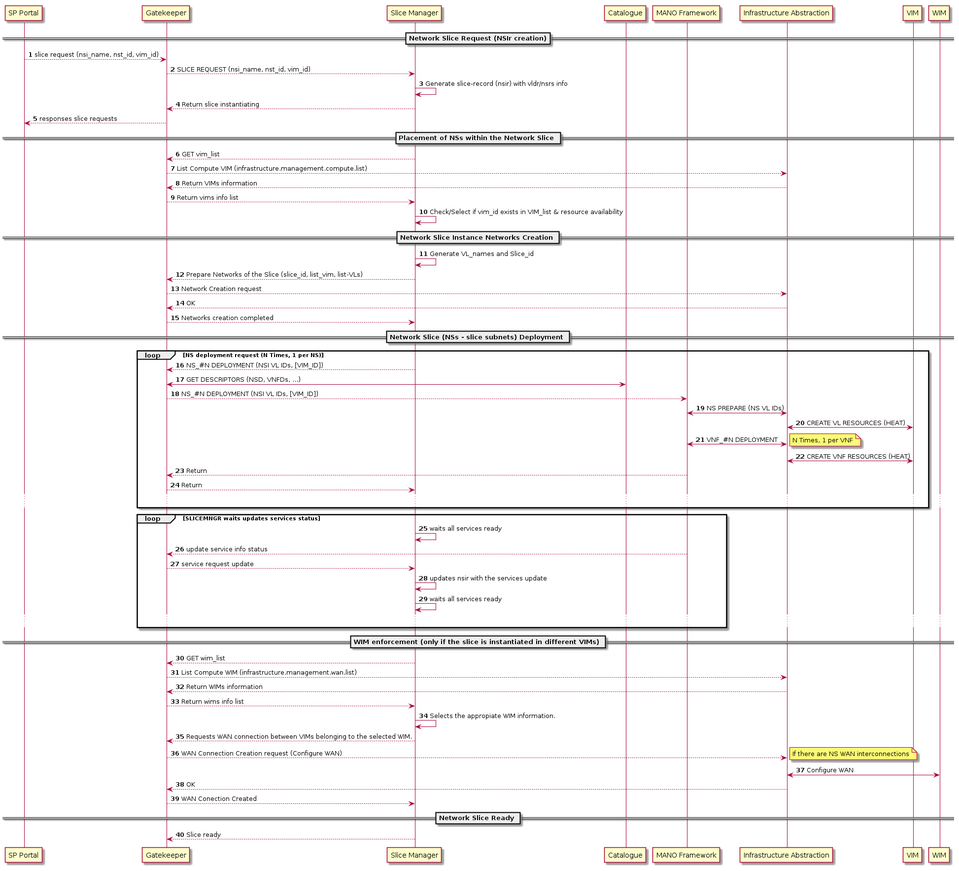 SP Portal Gatekeeper Slice Manager Catalogue MANO Framework Infrastructure Abstraction VIM WIM
Network Slice Request (NSIr creation)
1 slice request (nsi_name, nst_id, vim_id)
2 SLICE REQUEST (nsi_name, nst_id, vim_id)
3 Generate slice-record (nsir) with vldr/nsrs info
4 Return slice instantiating
5 responses slice requests
Placement of NSs within the Network Slice
6 GET vim_list
7 List Compute VIM (infrastructure.management.compute.list)
8 Return VIMs information
9 Return vims info list
10 Check/Select if vim_id exists in VIM_list & resource availability
Network Slice Instance Networks Creation
11 Generate VL_names and Slice_id
12 Prepare Networks of the Slice (slice_id, list_vim, list-VLs)
13 Network Creation request
14 OK
15 Networks creation completed
Network Slice (NSs - slice subnets) Deployment
loop [NS deployment request (N Times, 1 per NS)]
16 NS_#N DEPLOYMENT (NSI VL IDs, [VIM_ID])
17 GET DESCRIPTORS (NSD, VNFDs, ...)
18 NS_#N DEPLOYMENT (NSI VL IDs, [VIM_ID])
19 NS PREPARE (NS VL IDs)
20 CREATE VL RESOURCES (HEAT)
21 VNF_#N DEPLOYMENT N Times, 1 per VNF
22 CREATE VNF RESOURCES (HEAT)
23 Return
24 Return
loop [SLICEMNGR waits updates services status]
25 waits all services ready
26 update service info status
27 service request update
28 updates nsir with the services update
29 waits all services ready
WIM enforcement (only if the slice is instantiated in different VIMs)
30 GET wim_list
31 List Compute WIM (infrastructure.management.wan.list)
32 Return WIMs information
33 Return wims info list
34 Selects the appropiate WIM information.
35 Requests WAN connection between VIMs belonging to the selected WIM.
36 WAN Connection Creation request (Configure WAN) If there are NS WAN interconnections
37 Configure WAN
38 OK
39 WAN Conection Created
Network Slice Ready
40 Slice ready
SP Portal Gatekeeper Slice Manager Catalogue MANO Framework Infrastructure Abstraction VIM WIM